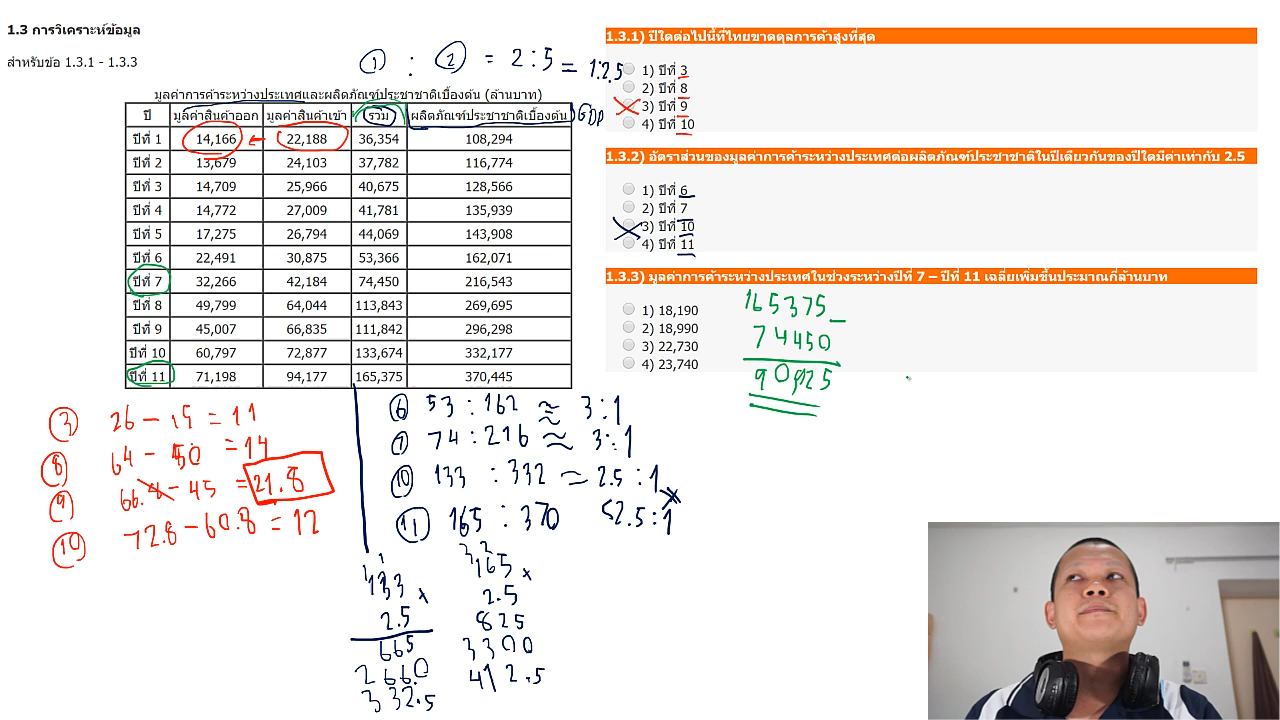 1.3 การวิเคราะห์ข้อมูล
สำหรับข้อ 1.3.1 - 1.3.3
① : ② = 2:5 = 1:2.5
มูลค่าการค้าระหว่างประเทศและผลิตภัณฑ์ประชาชาติเบื้องต้น (ล้านบาท)
ปี มูลค่าสินค้าออก มูลค่าสินค้าเข้า รวม ผลิตภัณฑ์ประชาชาติเบื้องต้น GDP
ปีที่ 1 14,166 22,188 36,354 108,294
ปีที่ 2 13,679 24,103 37,782 116,774
ปีที่ 3 14,709 25,966 40,675 128,566
ปีที่ 4 14,772 27,009 41,781 135,939
ปีที่ 5 17,275 26,794 44,069 143,908
ปีที่ 6 22,491 30,875 53,366 162,071
ปีที่ 7 32,266 42,184 74,450 216,543
ปีที่ 8 49,799 64,044 113,843 269,695
ปีที่ 9 45,007 66,835 111,842 296,298
ปีที่ 10 60,797 72,877 133,674 332,177
ปีที่ 11 71,198 94,177 165,375 370,445
③ 26 - 15 = 11
⑧ 64 - 50 = 14
⑨ 66.8 - 45 = 21.8
⑩ 72.8 - 60.8 = 12
⑥ 53 : 162 ≈ 3:1
⑦ 74 : 216 ≈ 3:1
⑩ 133 : 332 = 2.5:1
⑪ 165 : 370 <2.5:1
133 x
2.5
665
2660
332.5
165 x
2.5
825
3300
412.5
1.3.1) ปีใดต่อไปนี้ที่ไทยขาดดุลการค้าสูงที่สุด
1) ปีที่ 3
2) ปีที่ 8
3) ปีที่ 9
4) ปีที่ 10
1.3.2) อัตราส่วนของมูลค่าการค้าระหว่างประเทศต่อผลิตภัณฑ์ประชาชาติในปีเดียวกันของปีใดมีค่าเท่ากับ 2.5
1) ปีที่ 6
2) ปีที่ 7
3) ปีที่ 10
4) ปีที่ 11
1.3.3) มูลค่าการค้าระหว่างประเทศในช่วงระหว่างปีที่ 7 – ปีที่ 11 เฉลี่ยเพิ่มขึ้นประมาณกี่ล้านบาท
1) 18,190
2) 18,990
3) 22,730
4) 23,740
165375 -
74450
90925